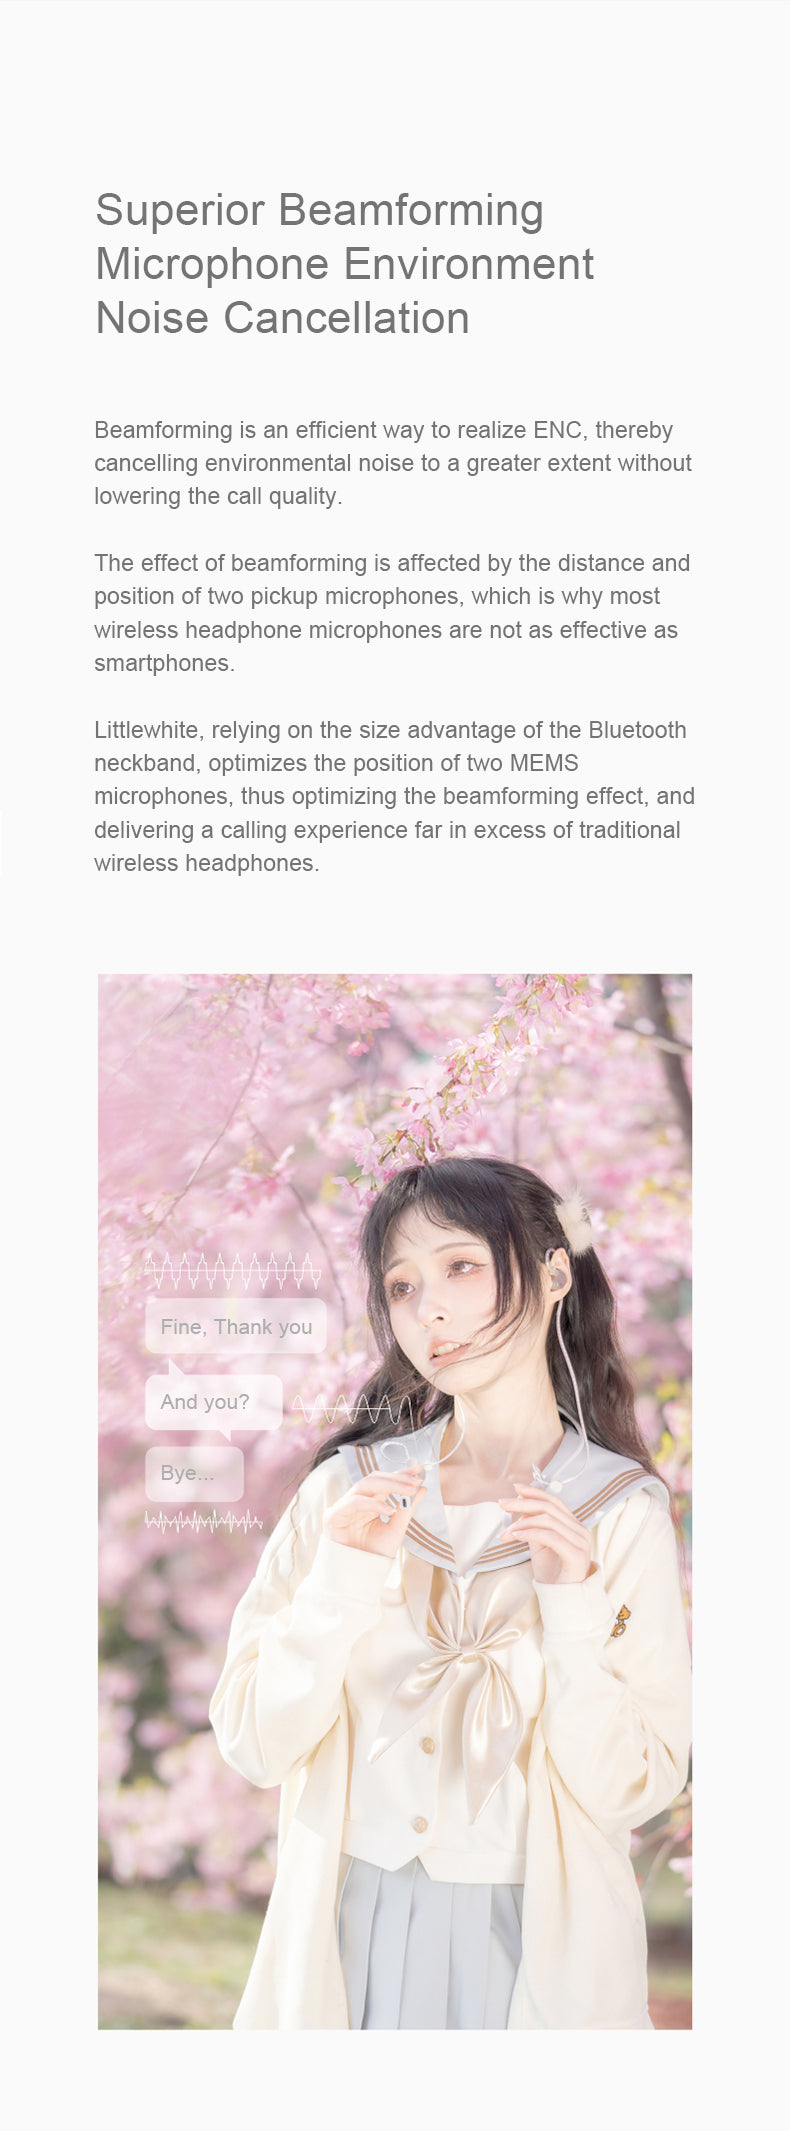 Superior Beamforming
Microphone Environment
Noise Cancellation
Beamforming is an efficient way to realize ENC, thereby
cancelling environmental noise to a greater extent without
lowering the call quality.
The effect of beamforming is affected by the distance and
position of two pickup microphones, which is why most
wireless headphone microphones are not as effective as
smartphones.
Littlewhite, relying on the size advantage of the Bluetooth
neckband, optimizes the position of two MEMS
microphones, thus optimizing the beamforming effect, and
delivering a calling experience far in excess of traditional
wireless headphones.
Fine, Thank you
And you?
Bye...